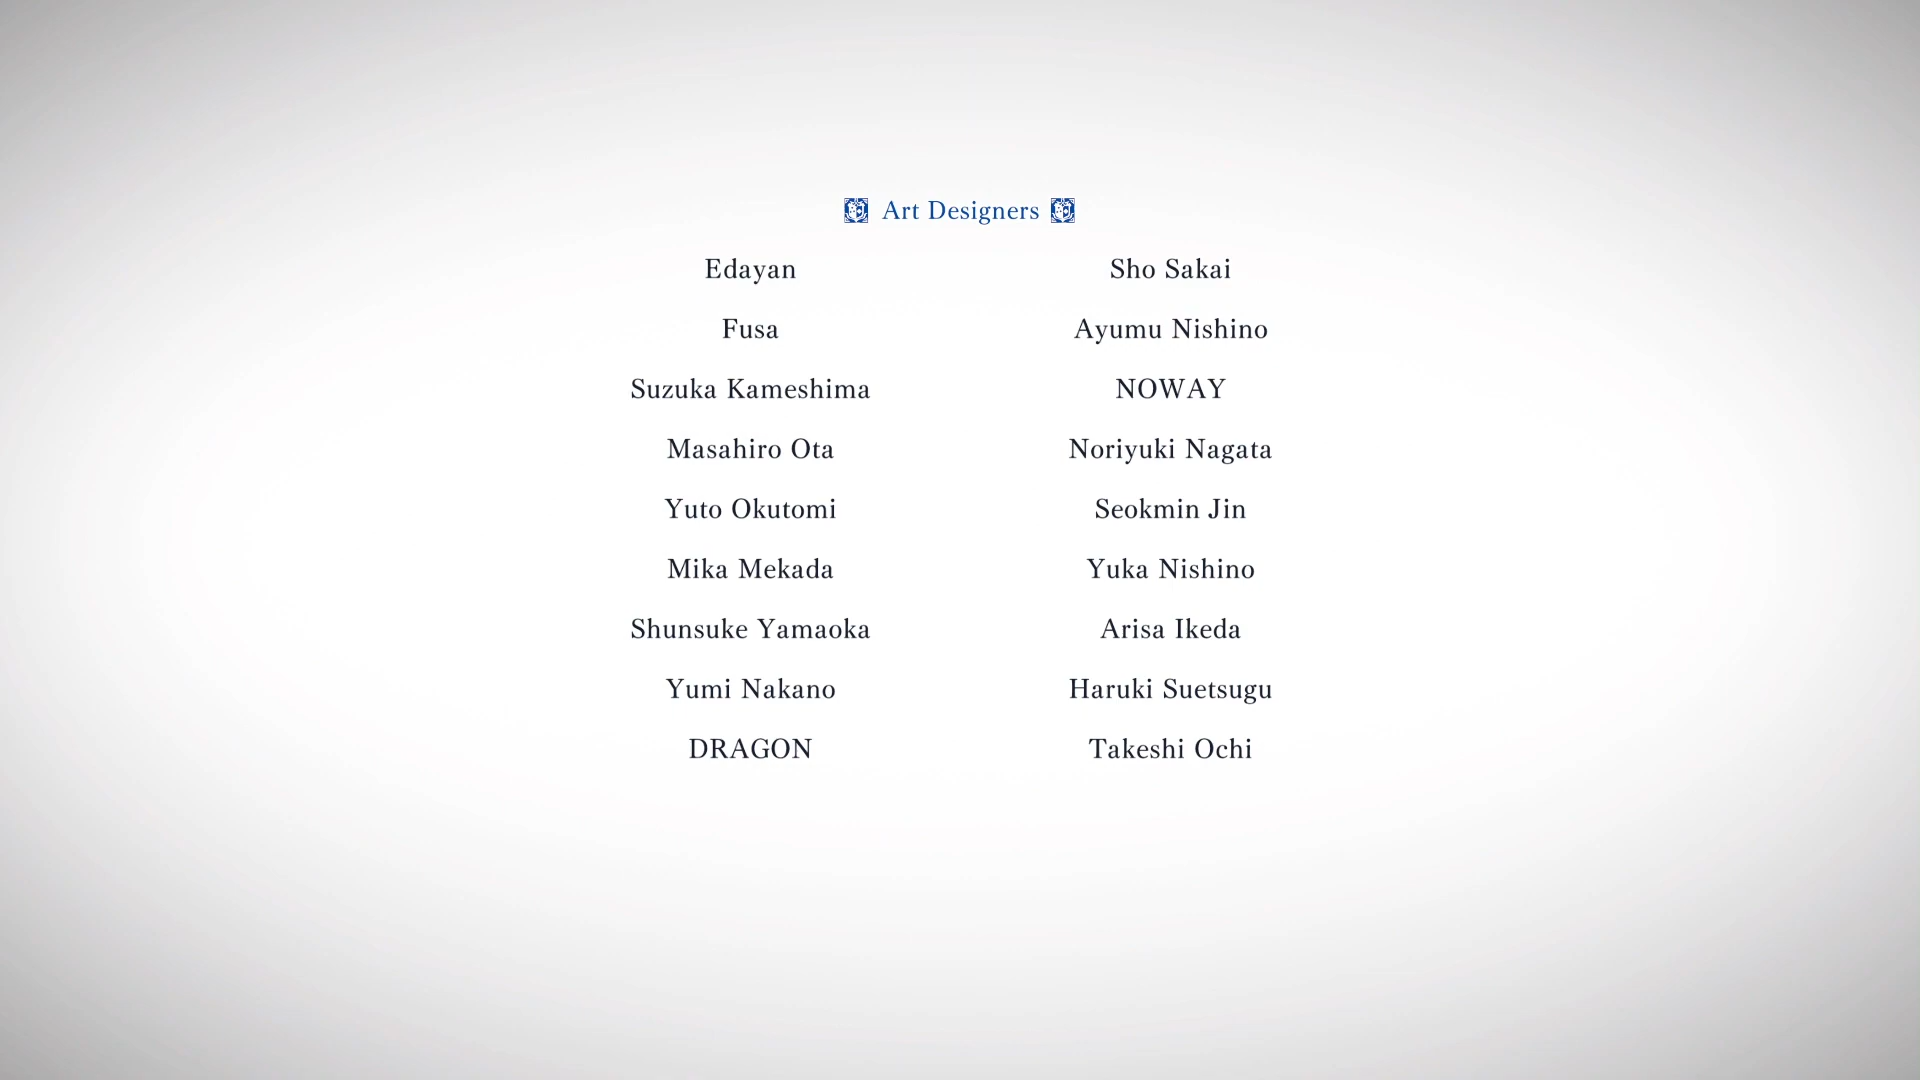 Art Designers
Edayan
Sho Sakai
Fusa
Ayumu Nishino
Suzuka Kameshima
NOWAY
Masahiro Ota
Noriyuki Nagata
Yuto Okutomi
Seokmin Jin
Mika Mekada
Yuka Nishino
Shunsuke Yamaoka
Arisa Ikeda
Yumi Nakano
Haruki Suetsugu
DRAGON
Takeshi Ochi